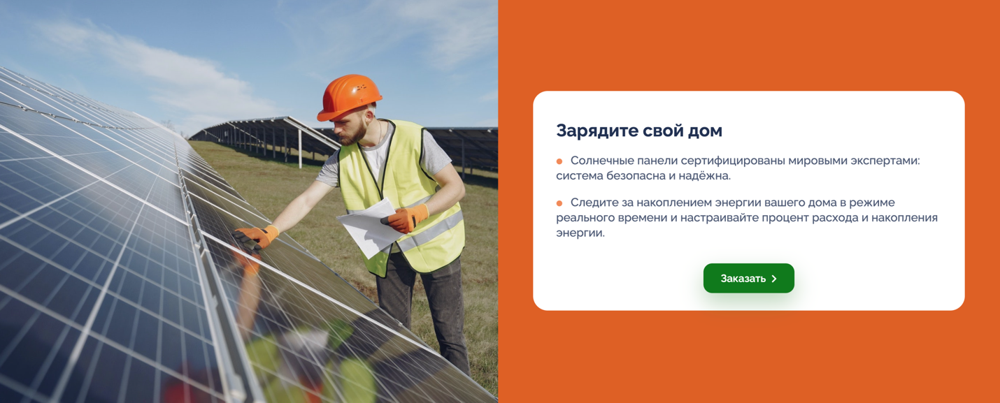 Зарядите свой дом
Солнечные панели сертифицированы мировыми экспертами:
система безопасна и надёжна.
Следите за накоплением энергии вашего дома в режиме
реального времени и настраивайте процент расхода и накопления
энергии.
Заказать